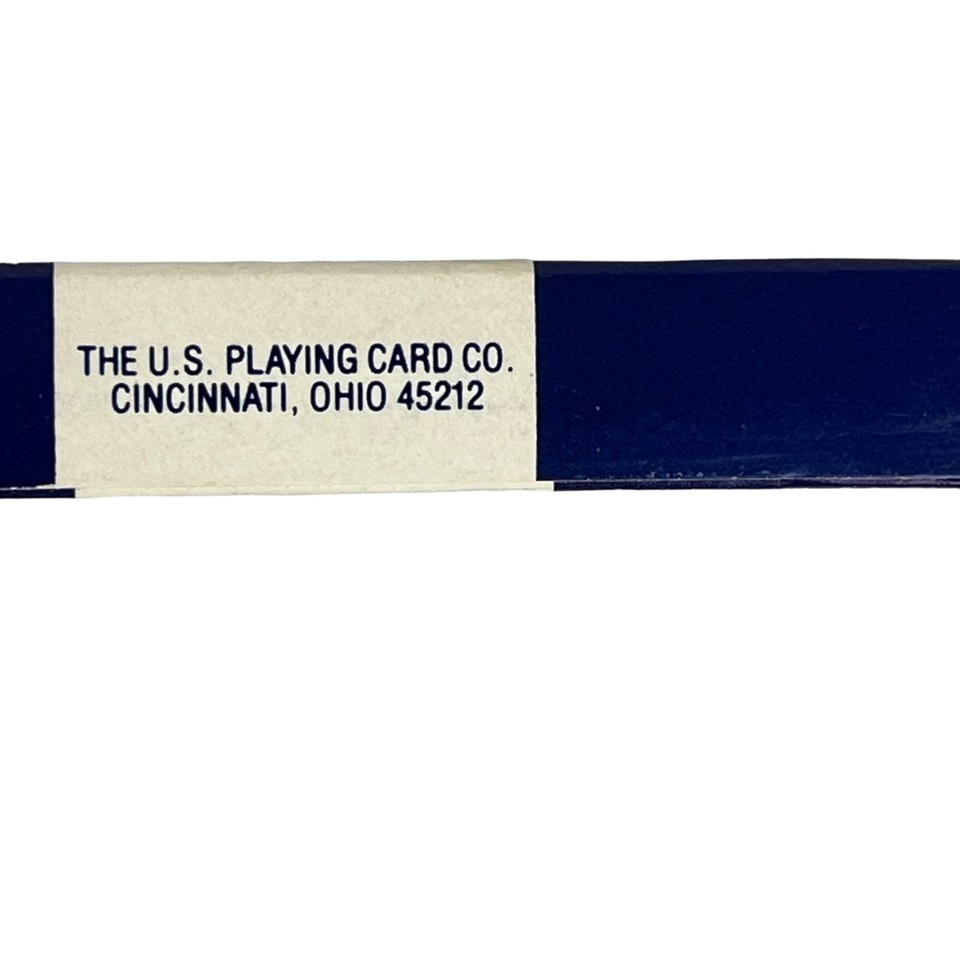 THE U.S. PLAYING CARD CO.
CINCINNATI, OHIO 45212